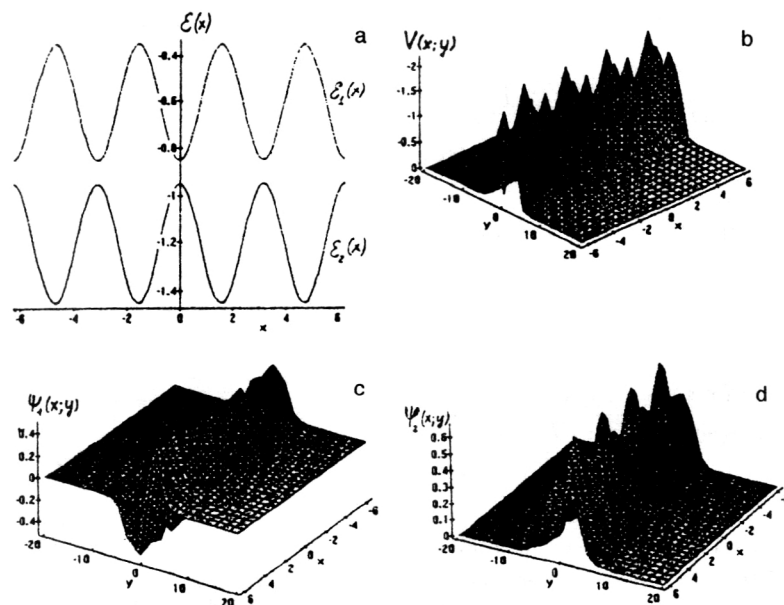 ℰ(x)
a
-0.4
-0.6
-0.8
-1
-1.2
-1.4
ℰ₁(x)
ℰ₂(x)
-6 -4 -2 0 2 4 6
x
V(x;y)
b
-2
-1.5
-1
-0.5
0
-20 -10 0 10 20
y
-6 -4 -2 0 2 4 6
x
Ψ₁(x;y)
c
0.4
0.2
0
-0.2
-0.4
-20 -10 0 10 20
y
6 4 2 0 -2 -4 -6
x
Ψ₂(x;y)
d
0.6
0.5
0.4
0.3
0.2
0.1
0
-20 -10 0 10 20
y
6 4 2 0 -2 -4 -6
x